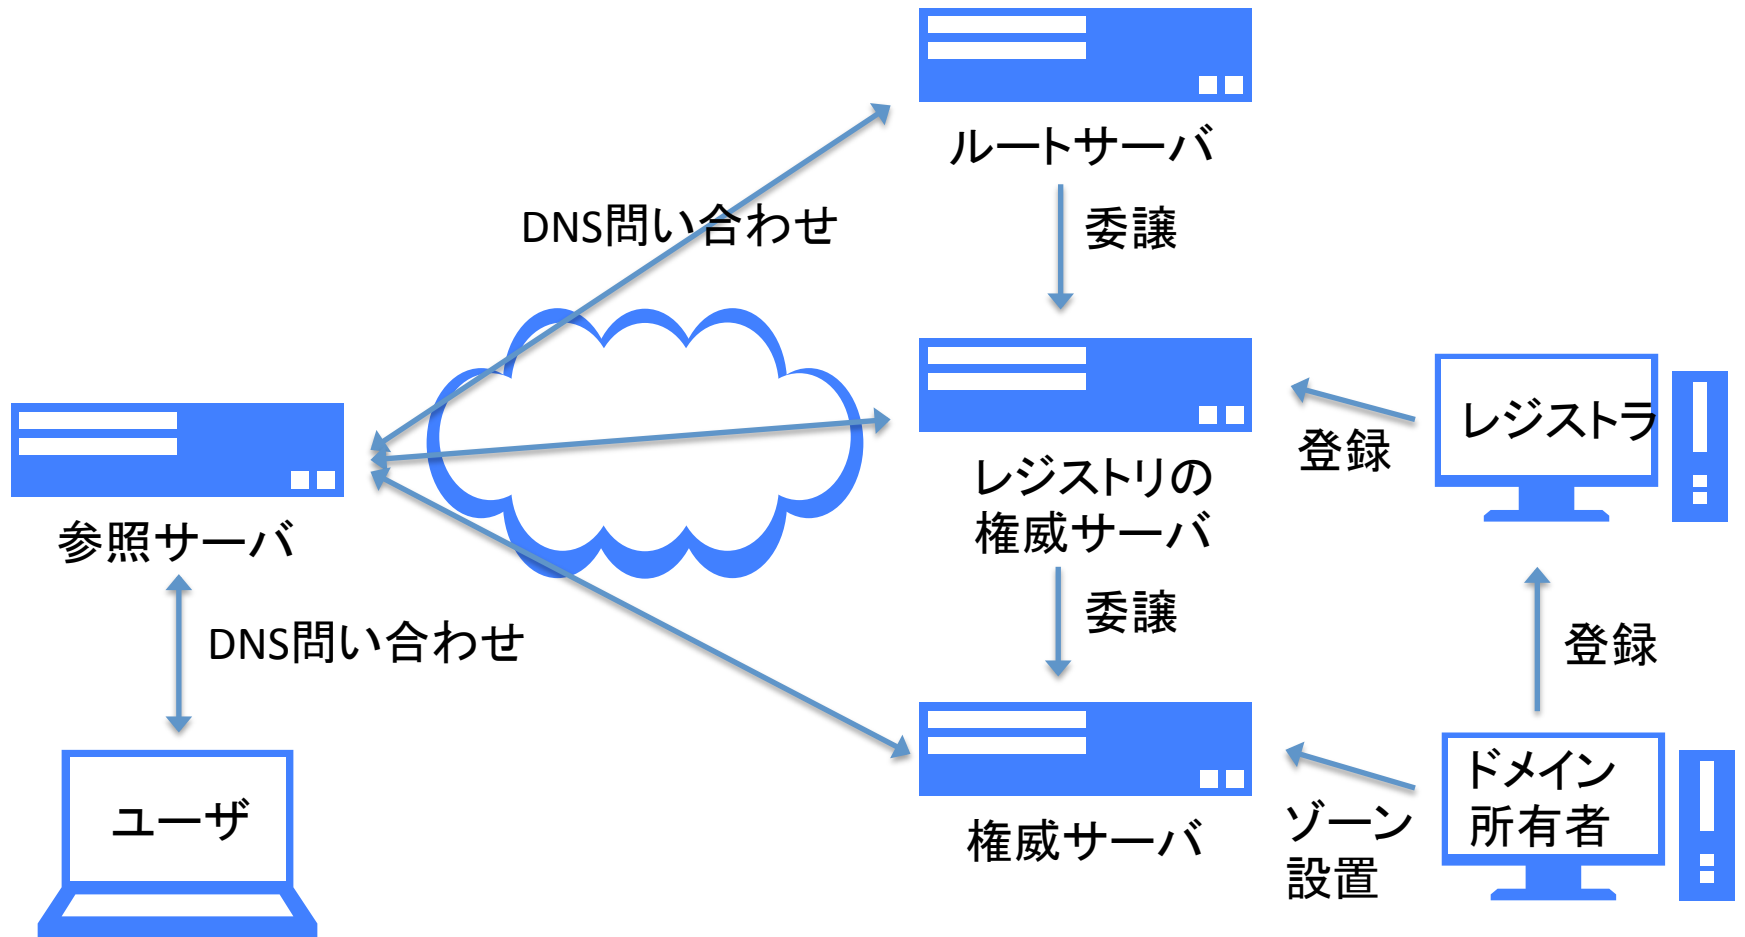 ルートサーバ
DNS問い合わせ
委譲
レジストラ
登録
レジストリの
権威サーバ
参照サーバ
委譲
DNS問い合わせ
登録
ドメイン
所有者
ユーザ
権威サーバ
ゾーン
設置